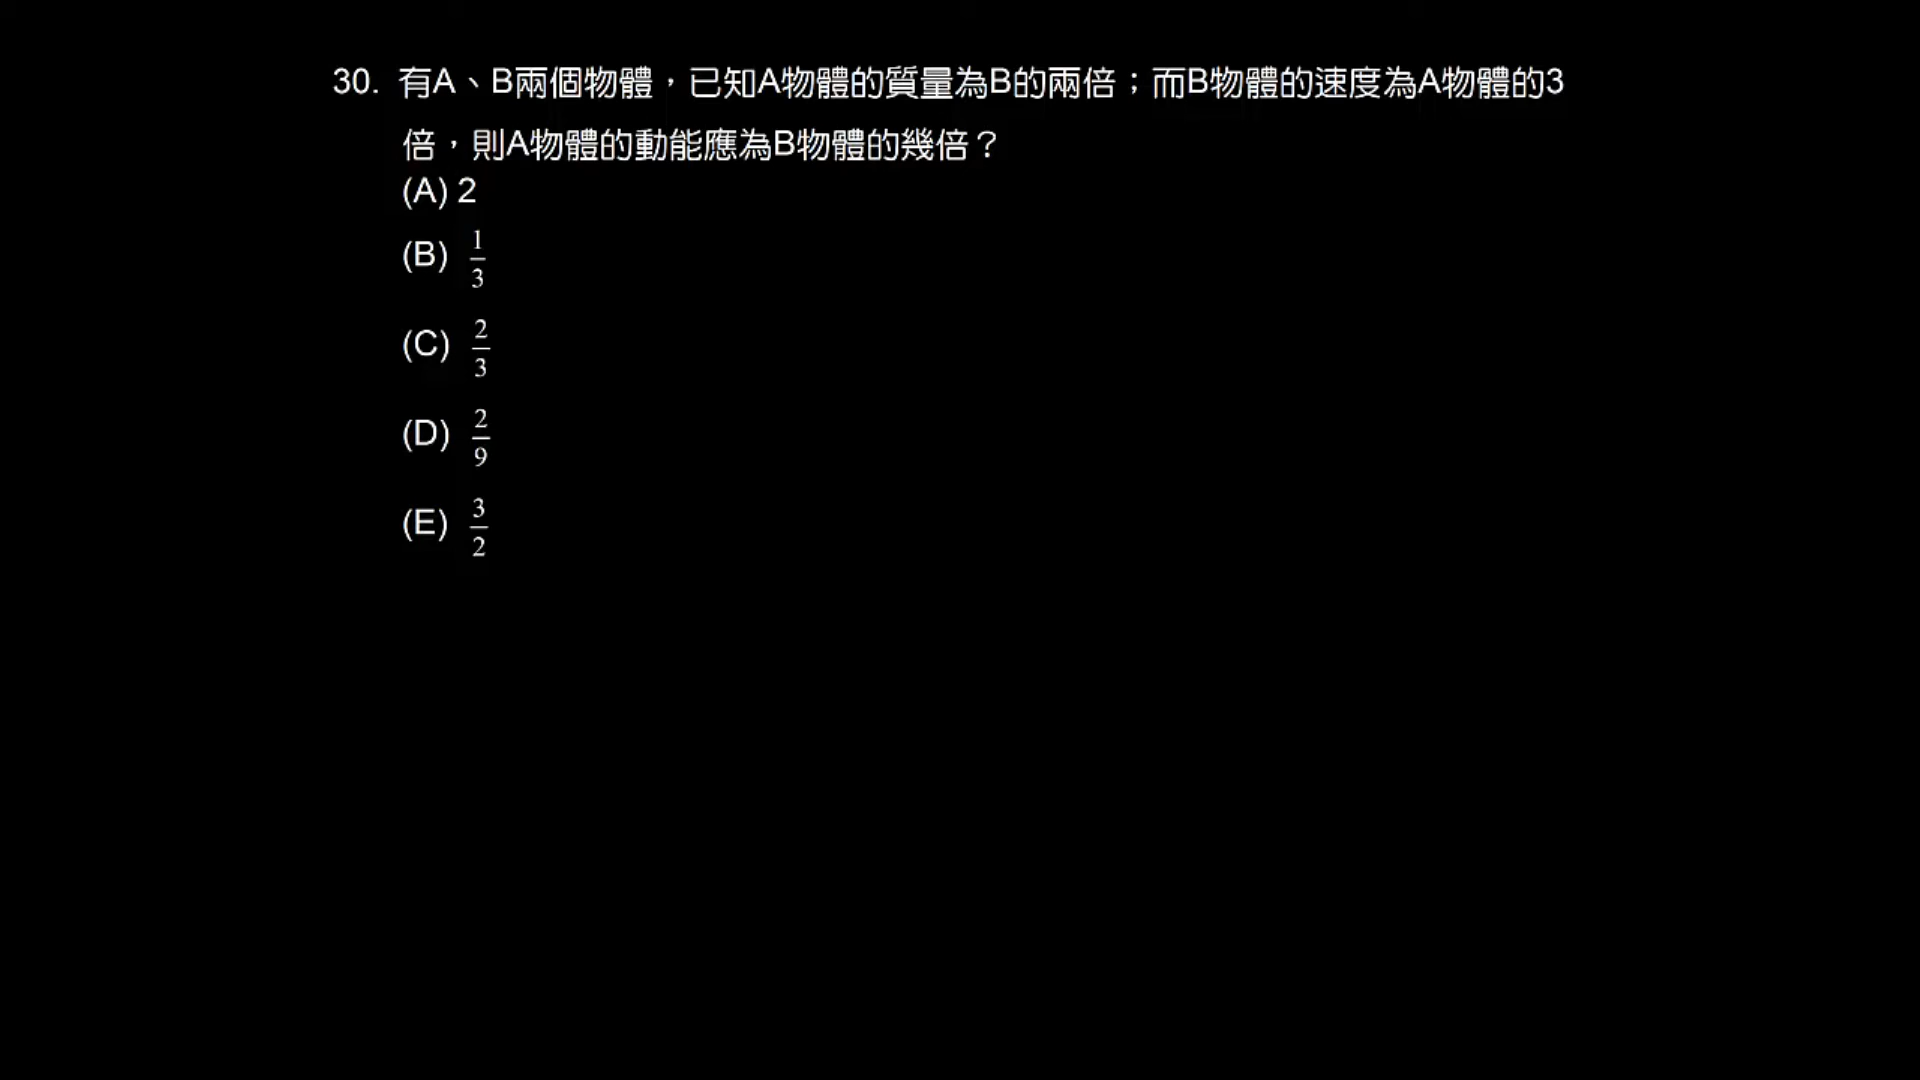 30. 有A、B兩個物體，已知A物體的質量為B的兩倍；而B物體的速度為A物體的3
倍，則A物體的動能應為B物體的幾倍？
(A) 2
(B) 1/3
(C) 2/3
(D) 2/9
(E) 3/2